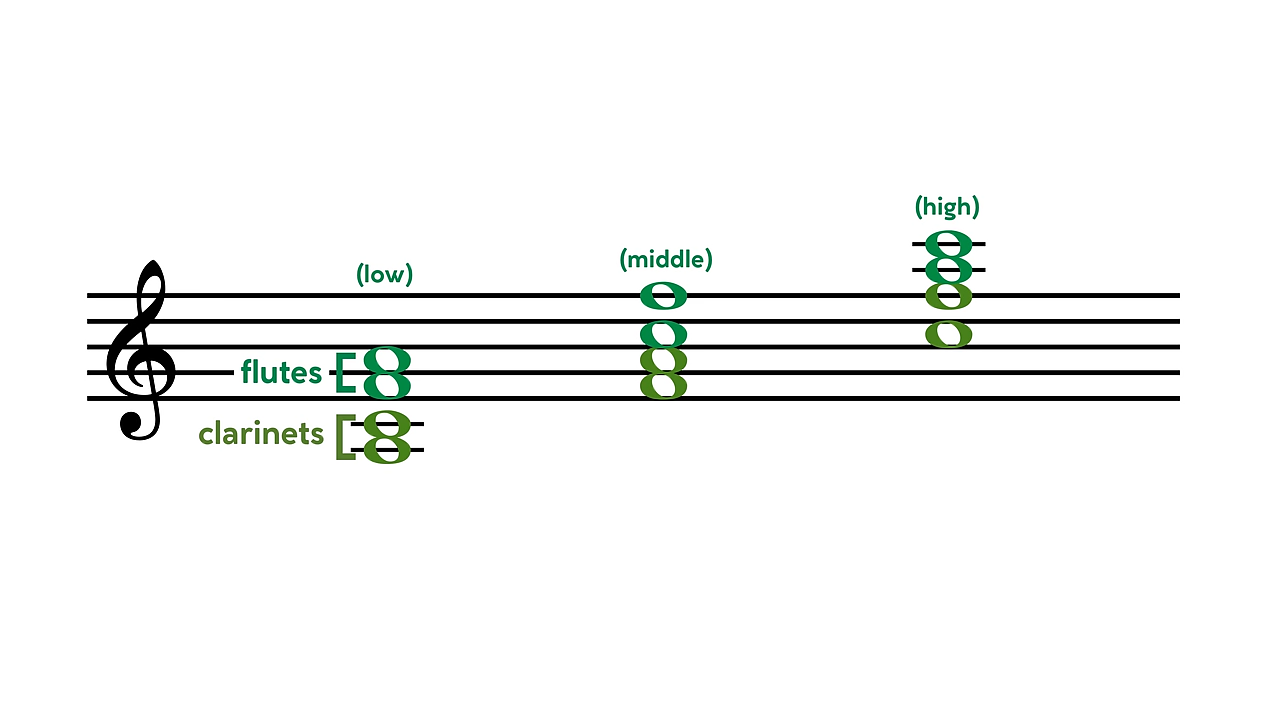 (low)
(middle)
(high)
flutes
clarinets